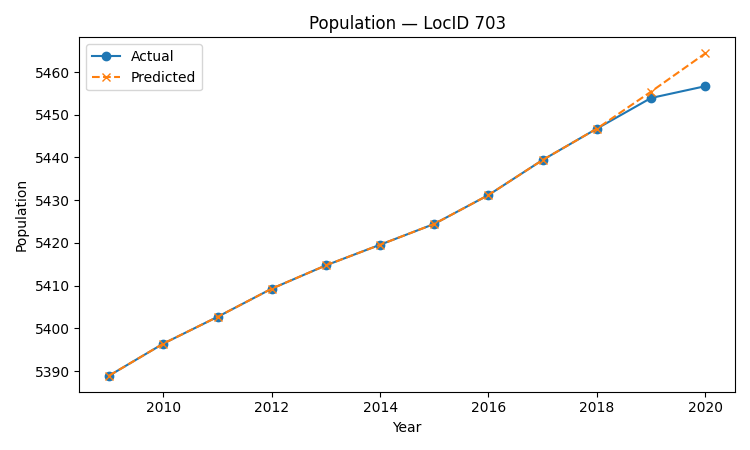 Population — LocID 703
Actual
Predicted
Population
5460
5450
5440
5430
5420
5410
5400
5390
2010 2012 2014 2016 2018 2020
Year